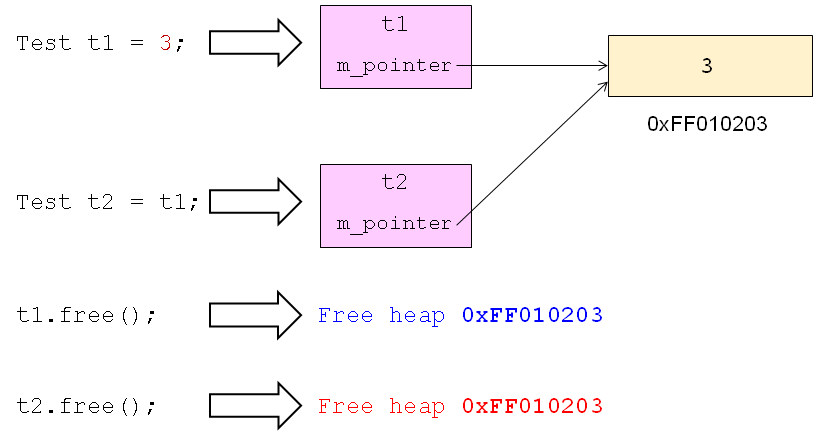 Test t1 = 3;
t1
m_pointer
3
0xFF010203
Test t2 = t1;
t2
m_pointer
t1.free();
Free heap 0xFF010203
t2.free();
Free heap 0xFF010203